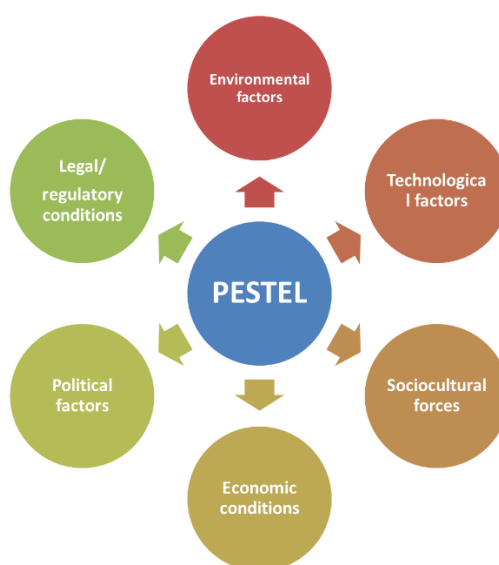 Environmental
factors
Legal/
regulatory
conditions
Technologica
l factors
PESTEL
Political
factors
Sociocultural
forces
Economic
conditions